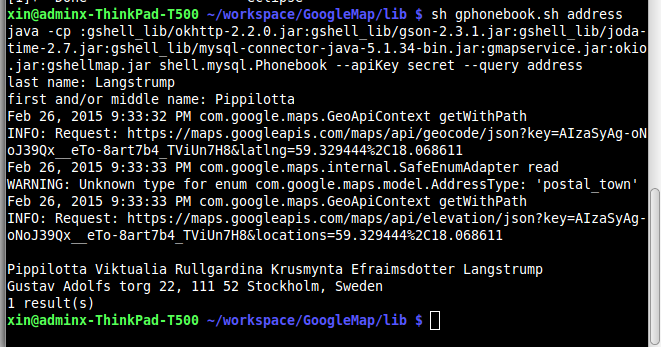 [1]+  Done                    eclipse
xin@adminx-ThinkPad-T500 ~/workspace/GoogleMap/lib $ sh gphonebook.sh address
java -cp :gshell_lib/okhttp-2.2.0.jar:gshell_lib/gson-2.3.1.jar:gshell_lib/joda-
time-2.7.jar:gshell_lib/mysql-connector-java-5.1.34-bin.jar:gmapservice.jar:okio
.jar:gshellmap.jar shell.mysql.Phonebook --apiKey secret --query address
last name: Langstrump
first and/or middle name: Pippilotta
Feb 26, 2015 9:33:32 PM com.google.maps.GeoApiContext getWithPath
INFO: Request: https://maps.googleapis.com/maps/api/geocode/json?key=AIzaSyAg-oN
oJ39Qx__eTo-8art7b4_TViUn7H8&latlng=59.329444%2C18.068611
Feb 26, 2015 9:33:33 PM com.google.maps.internal.SafeEnumAdapter read
WARNING: Unknown type for enum com.google.maps.model.AddressType: 'postal_town'
Feb 26, 2015 9:33:33 PM com.google.maps.GeoApiContext getWithPath
INFO: Request: https://maps.googleapis.com/maps/api/elevation/json?key=AIzaSyAg-
oNoJ39Qx__eTo-8art7b4_TViUn7H8&locations=59.329444%2C18.068611
Pippilotta Viktualia Rullgardina Krusmynta Efraimsdotter Langstrump
Gustav Adolfs torg 22, 111 52 Stockholm, Sweden
1 result(s)
xin@adminx-ThinkPad-T500 ~/workspace/GoogleMap/lib $